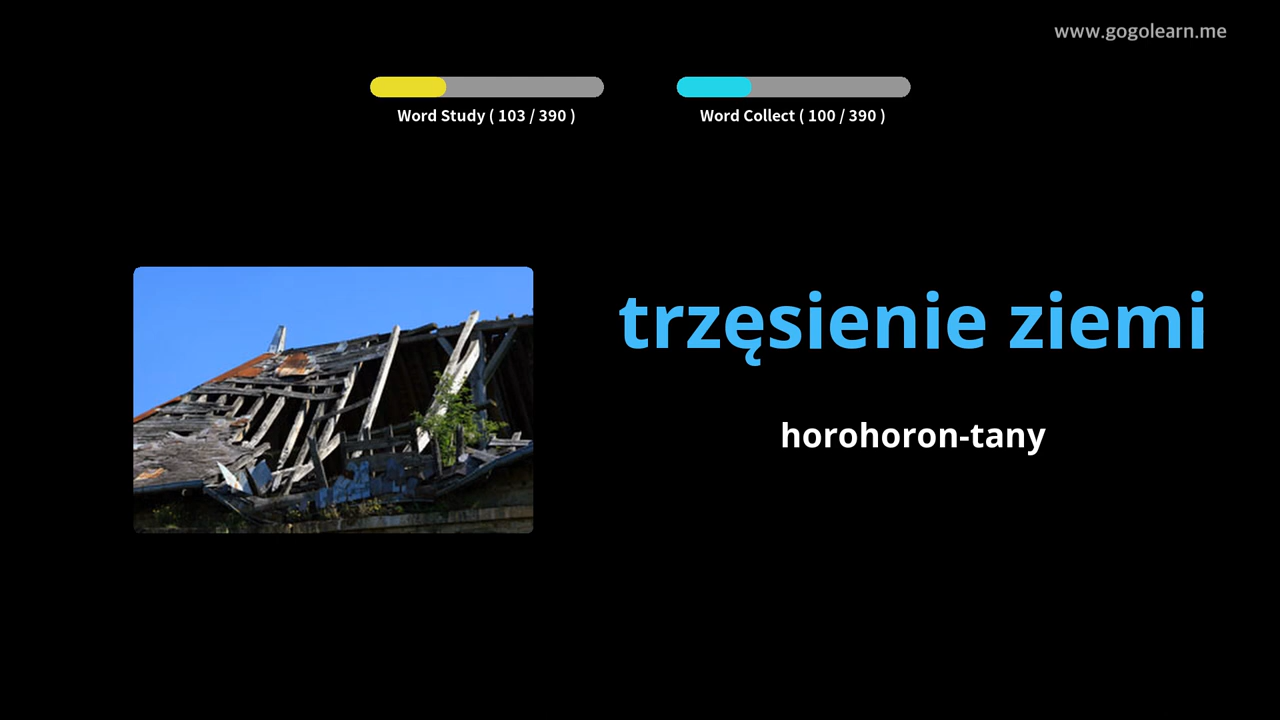 www.gogolearn.me
Word Study ( 103 / 390 )
Word Collect ( 100 / 390 )
trzęsienie ziemi
horohoron-tany